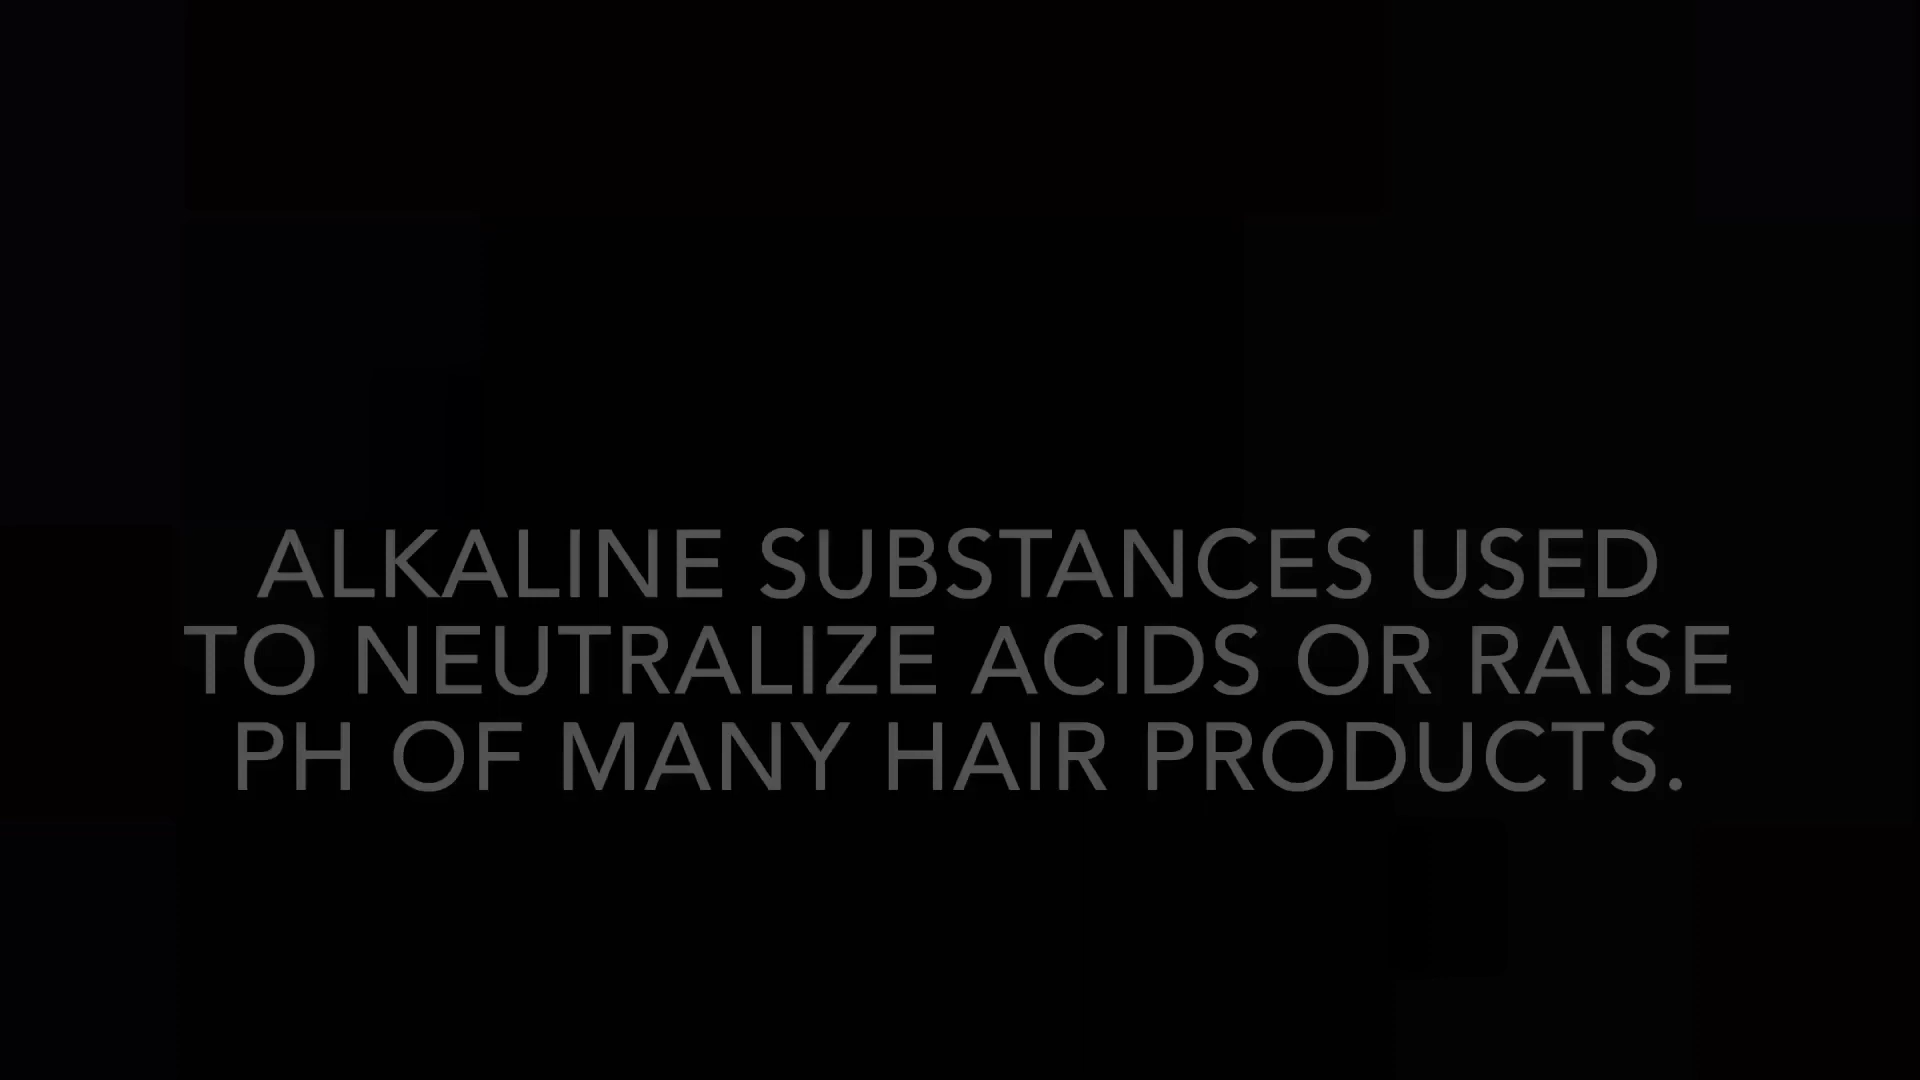 ALKALINE SUBSTANCES USED
TO NEUTRALIZE ACIDS OR RAISE
PH OF MANY HAIR PRODUCTS.